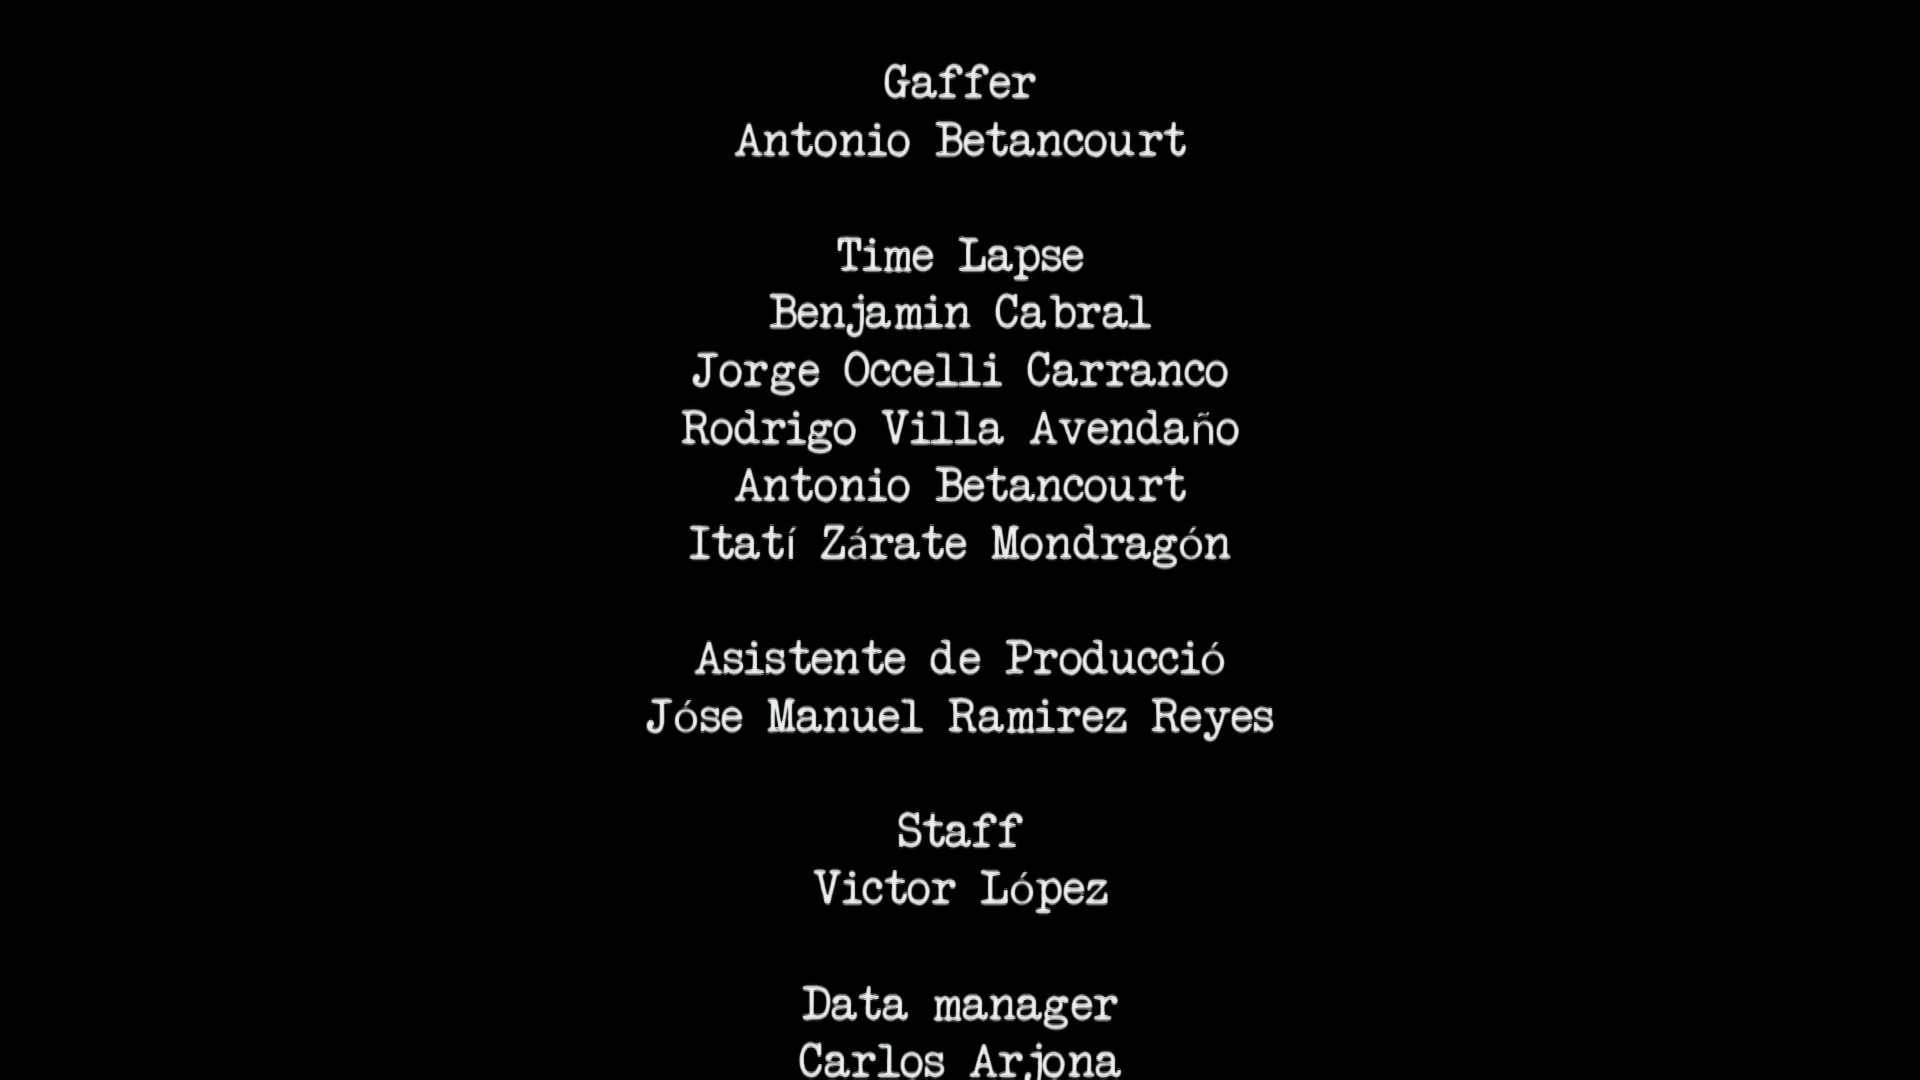 Gaffer
Antonio Betancourt
Time Lapse
Benjamin Cabral
Jorge Occelli Carranco
Rodrigo Villa Avendaño
Antonio Betancourt
Itatí Zárate Mondragón
Asistente de Producció
Jóse Manuel Ramirez Reyes
Staff
Victor López
Data manager
Carlos Arjona